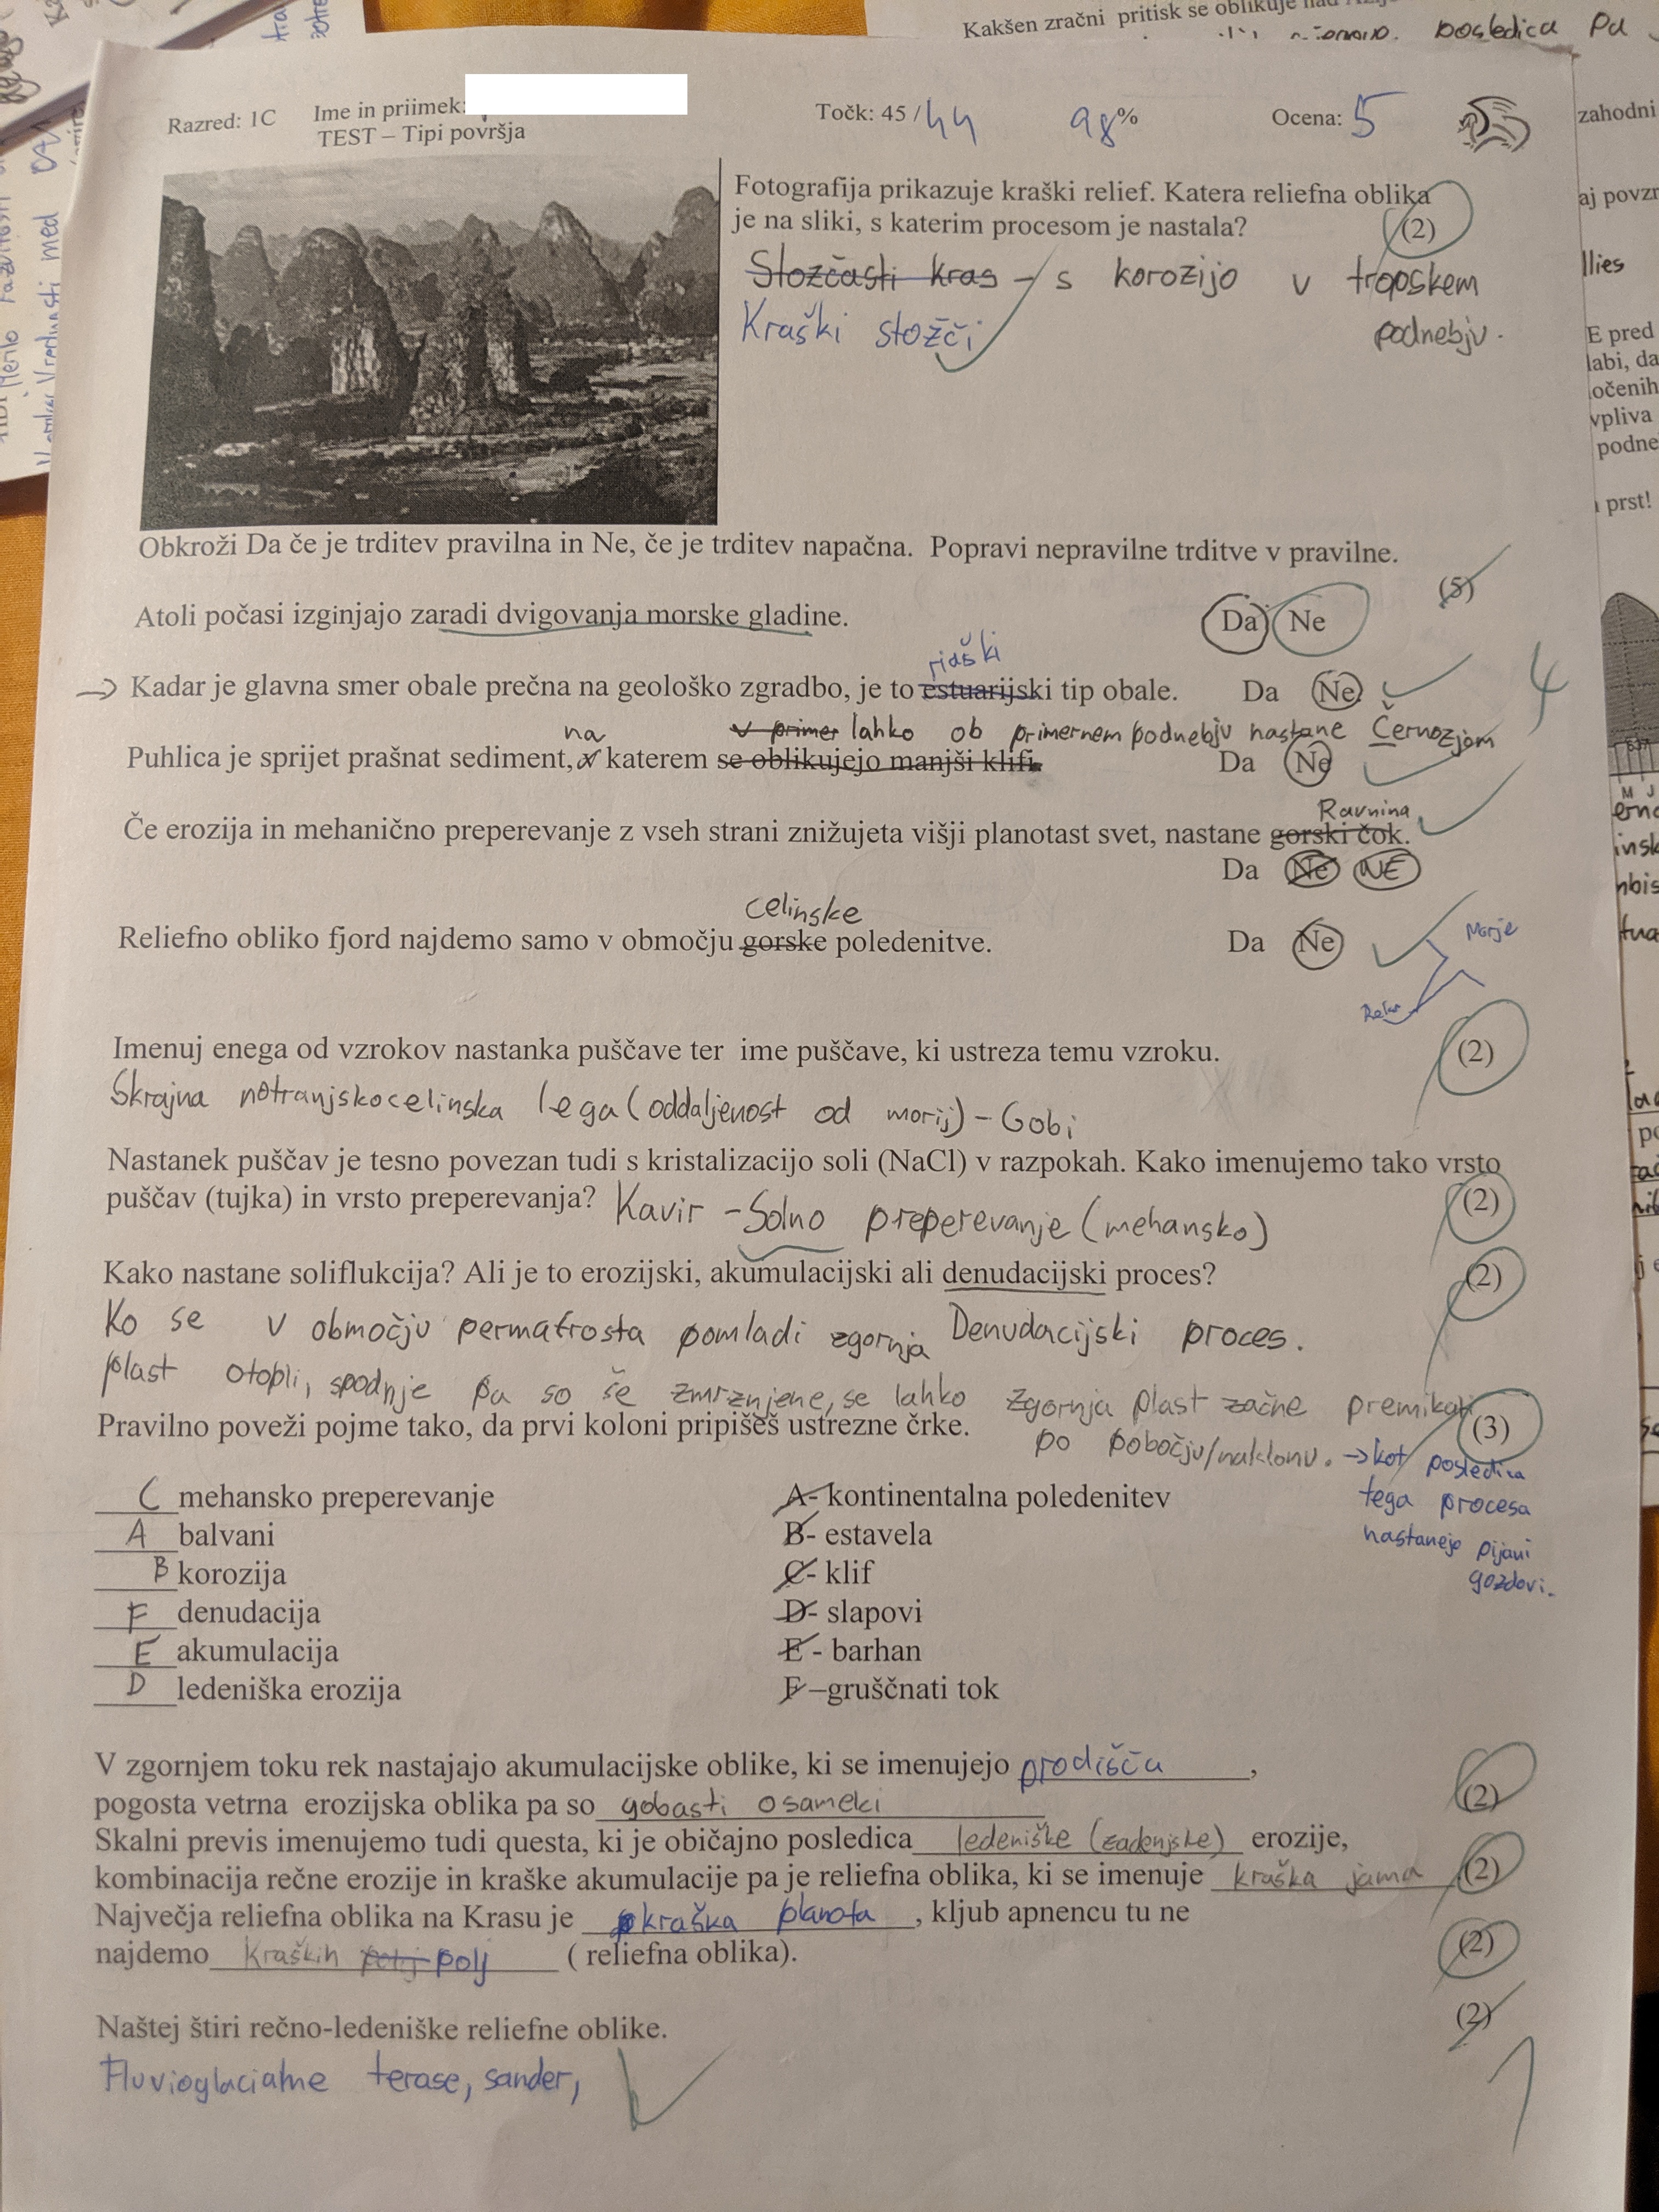 Kakšen zračni pritisk se oblikuje nad
posledica pa
Razred: 1C Ime in priimek:
TEST – Tipi površja
Točk: 45 / 44 98% Ocena: 5
Fotografija prikazuje kraški relief. Katera reliefna oblika
je na sliki, s katerim procesom je nastala? (2)
Stožčasti kras - s korozijo v tropskem
podnebju.
Kraški stožči
Obkroži Da če je trditev pravilna in Ne, če je trditev napačna. Popravi nepravilne trditve v pravilne.
(5)
4
Atoli počasi izginjajo zaradi dvigovanja morske gladine. Da Ne
riaški
→ Kadar je glavna smer obale prečna na geološko zgradbo, je to estuarijski tip obale. Da Ne
na v primer lahko ob primernem podnebju nastane Černozjom
Puhlica je sprijet prašnat sediment, v katerem se oblikujejo manjši klifi. Da Ne
Ravnina
Če erozija in mehanično preperevanje z vseh strani znižujeta višji planotast svet, nastane gorski čok.
Da Ne NE
celinske
Reliefno obliko fjord najdemo samo v območju gorske poledenitve. Da Ne
Morje
Reka
Imenuj enega od vzrokov nastanka puščave ter ime puščave, ki ustreza temu vzroku. (2)
Skrajna notranjskocelinska lega (oddaljenost od morij) - Gobi
Nastanek puščav je tesno povezan tudi s kristalizacijo soli (NaCl) v razpokah. Kako imenujemo tako vrsto
puščav (tujka) in vrsto preperevanja? Kavir - Solno preperevanje (mehansko) (2)
Kako nastane soliflukcija? Ali je to erozijski, akumulacijski ali denudacijski proces? (2)
Ko se v območju permafrosta pomladi zgornja Denudacijski proces.
plast otopli, spodnje pa so še zmrznjene, se lahko zgornja plast začne premikati
po pobočju/naklonu. → kot posledica
tega procesa
nastanejo pijani
gozdovi.
Pravilno poveži pojme tako, da prvi koloni pripišeš ustrezne črke. (3)
C mehansko preperevanje A- kontinentalna poledenitev
A balvani B- estavela
B korozija C- klif
F denudacija D- slapovi
E akumulacija E - barhan
D ledeniška erozija F –gruščnati tok
V zgornjem toku rek nastajajo akumulacijske oblike, ki se imenujejo prodišča,
pogosta vetrna erozijska oblika pa so gobasti osamelci (2)
Skalni previs imenujemo tudi questa, ki je običajno posledica ledeniške (zadenjske) erozije,
kombinacija rečne erozije in kraške akumulacije pa je reliefna oblika, ki se imenuje kraška jama (2)
Največja reliefna oblika na Krasu je kraška planota, kljub apnencu tu ne
najdemo kraških polj polj ( reliefna oblika). (2)
Naštej štiri rečno-ledeniške reliefne oblike. (2)
Fluvioglacialne terase, sander,
1
zahodni
llies
E pred
labi, da
očenih
vpliva
podne
prst!
M J